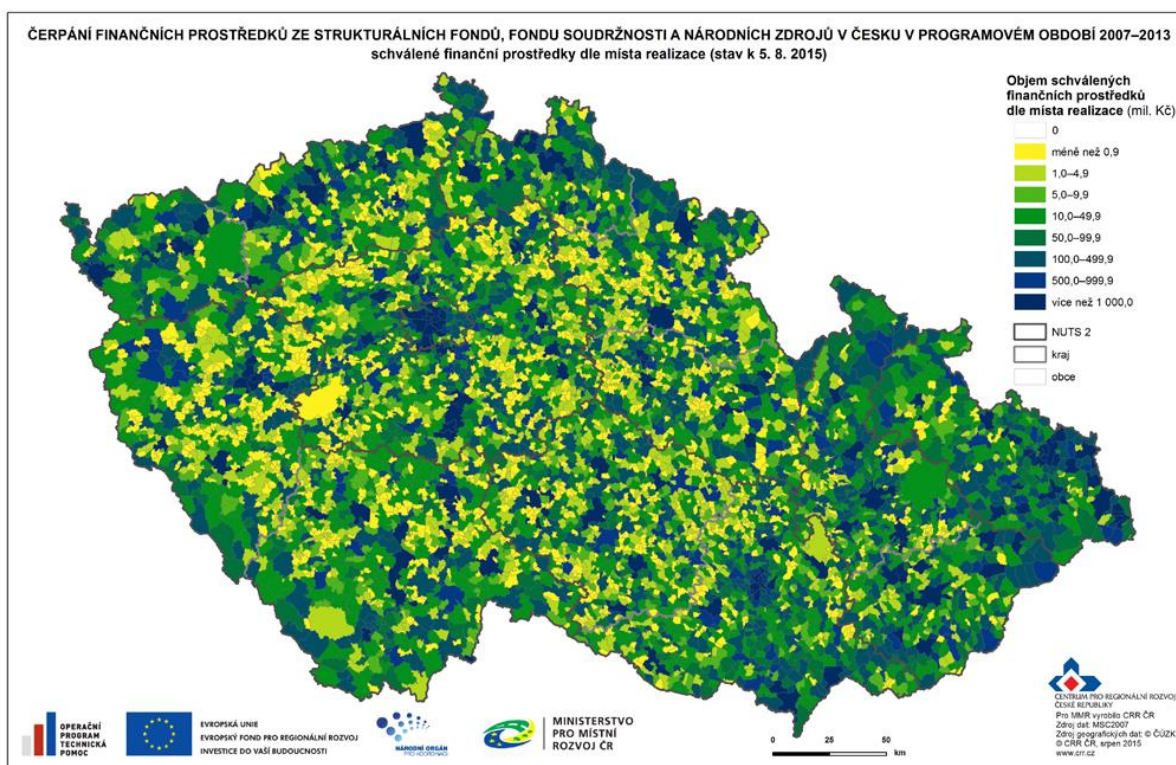 ČERPÁNÍ FINANČNÍCH PROSTŘEDKŮ ZE STRUKTURÁLNÍCH FONDŮ, FONDU SOUDRŽNOSTI A NÁRODNÍCH ZDROJŮ V ČESKU V PROGRAMOVÉM OBDOBÍ 2007–2013
schválené finanční prostředky dle místa realizace (stav k 5. 8. 2015)
Objem schválených
finančních prostředků
dle místa realizace (mil. Kč)
0
méně než 0,9
1,0–4,9
5,0–9,9
10,0–49,9
50,0–99,9
100,0–499,9
500,0–999,9
více než 1 000,0
NUTS 2
kraj
obce
OPERAČNÍ
PROGRAM
TECHNICKÁ
POMOC
EVROPSKÁ UNIE
EVROPSKÝ FOND PRO REGIONÁLNÍ ROZVOJ
INVESTICE DO VAŠÍ BUDOUCNOSTI
NÁRODNÍ ORGÁN
PRO KOORDINACI
MINISTERSTVO
PRO MÍSTNÍ
ROZVOJ ČR
0 25 50
km
CENTRUM PRO REGIONÁLNÍ ROZVOJ
ČESKÉ REPUBLIKY
Pro MMR vyrobilo CRR ČR
Zdroj dat: MSC2007
Zdroj geografických dat: © ČÚZK
© CRR ČR, srpen 2015
www.crr.cz